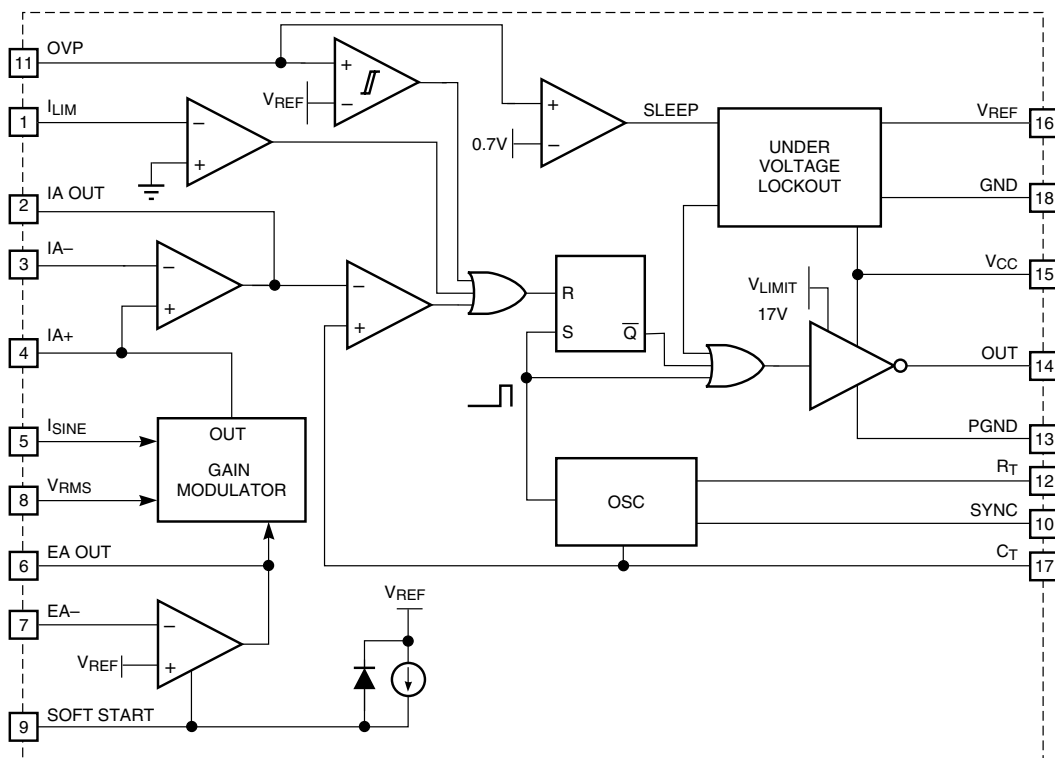 11 OVP
+
VREF
−
1 ILIM
−
+
SLEEP
+
0.7V
−
UNDER
VOLTAGE
LOCKOUT
VREF 16
GND 18
2 IA OUT
3 IA−
−
+
−
+
R
S
Q
VLIMIT
17V
VCC 15
4 IA+
OUT 14
5 ISINE
OUT
GAIN
MODULATOR
PGND 13
8 VRMS
OSC
RT 12
SYNC 10
6 EA OUT
CT 17
7 EA−
−
VREF
+
VREF
9 SOFT START